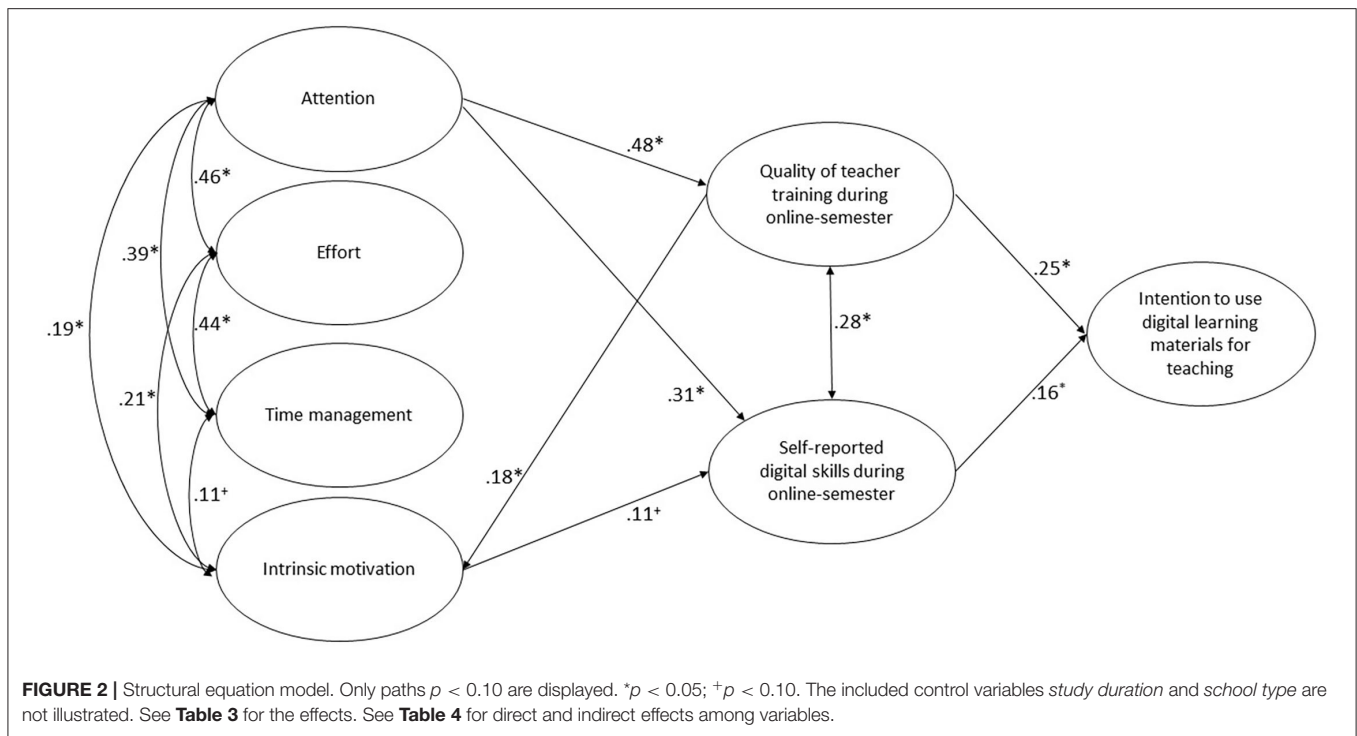 Attention
.48*
Quality of teacher
training during
online-semester
.46*
Effort
.39*
.25*
Intention to use
digital learning
materials for
teaching
.19*
.44*
.28*
.21*
Time management
.31*
.16*
Self-reported
digital skills during
online-semester
.18*
.11+
.11+
Intrinsic motivation
FIGURE 2 | Structural equation model. Only paths p < 0.10 are displayed. *p < 0.05; +p < 0.10. The included control variables study duration and school type are
not illustrated. See Table 3 for the effects. See Table 4 for direct and indirect effects among variables.